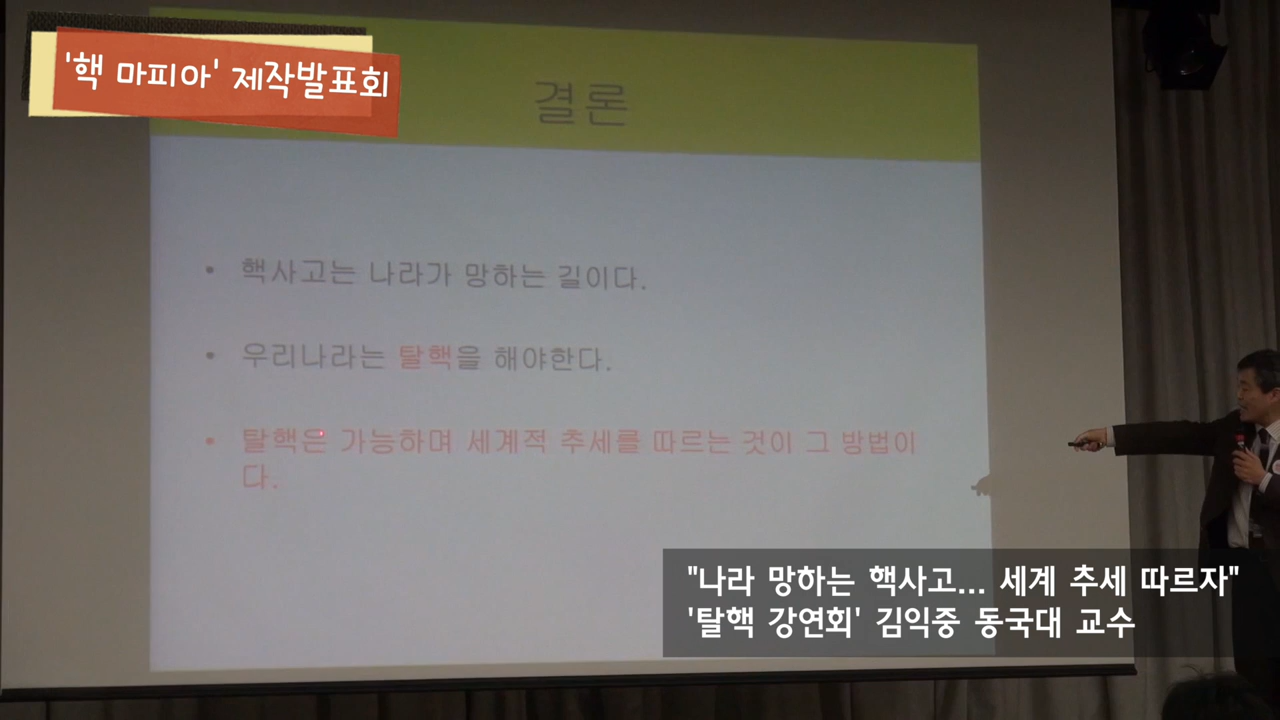 '핵 마피아' 제작발표회
결론
• 핵사고는 나라가 망하는 길이다.
• 우리나라는 탈핵을 해야한다.
• 탈핵은 가능하며 세계적 추세를 따르는 것이 그 방법이
다.
"나라 망하는 핵사고... 세계 추세 따르자"
'탈핵 강연회' 김익중 동국대 교수